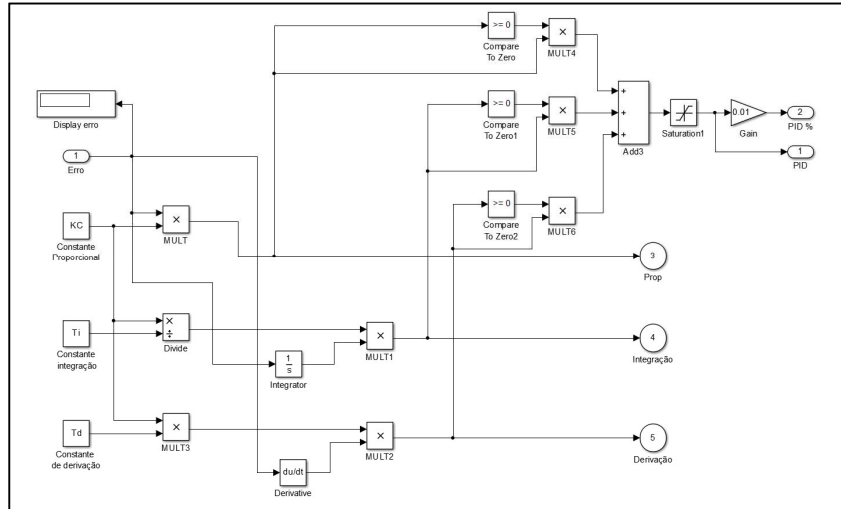 >= 0
×
Compare
To Zero
MULT4
>= 0
×
Compare
To Zero1
MULT5
+
+
+
Add3
Saturation1
0.01
Gain
2
PID %
1
PID
Display erro
1
Erro
>= 0
×
Compare
To Zero2
MULT6
KC
Constante
Proporcional
×
MULT
3
Prop
Ti
Constante
integração
×
÷
Divide
1
s
Integrator
×
MULT1
4
Integração
Td
Constante
de derivação
×
MULT3
du/dt
Derivative
×
MULT2
5
Derivação